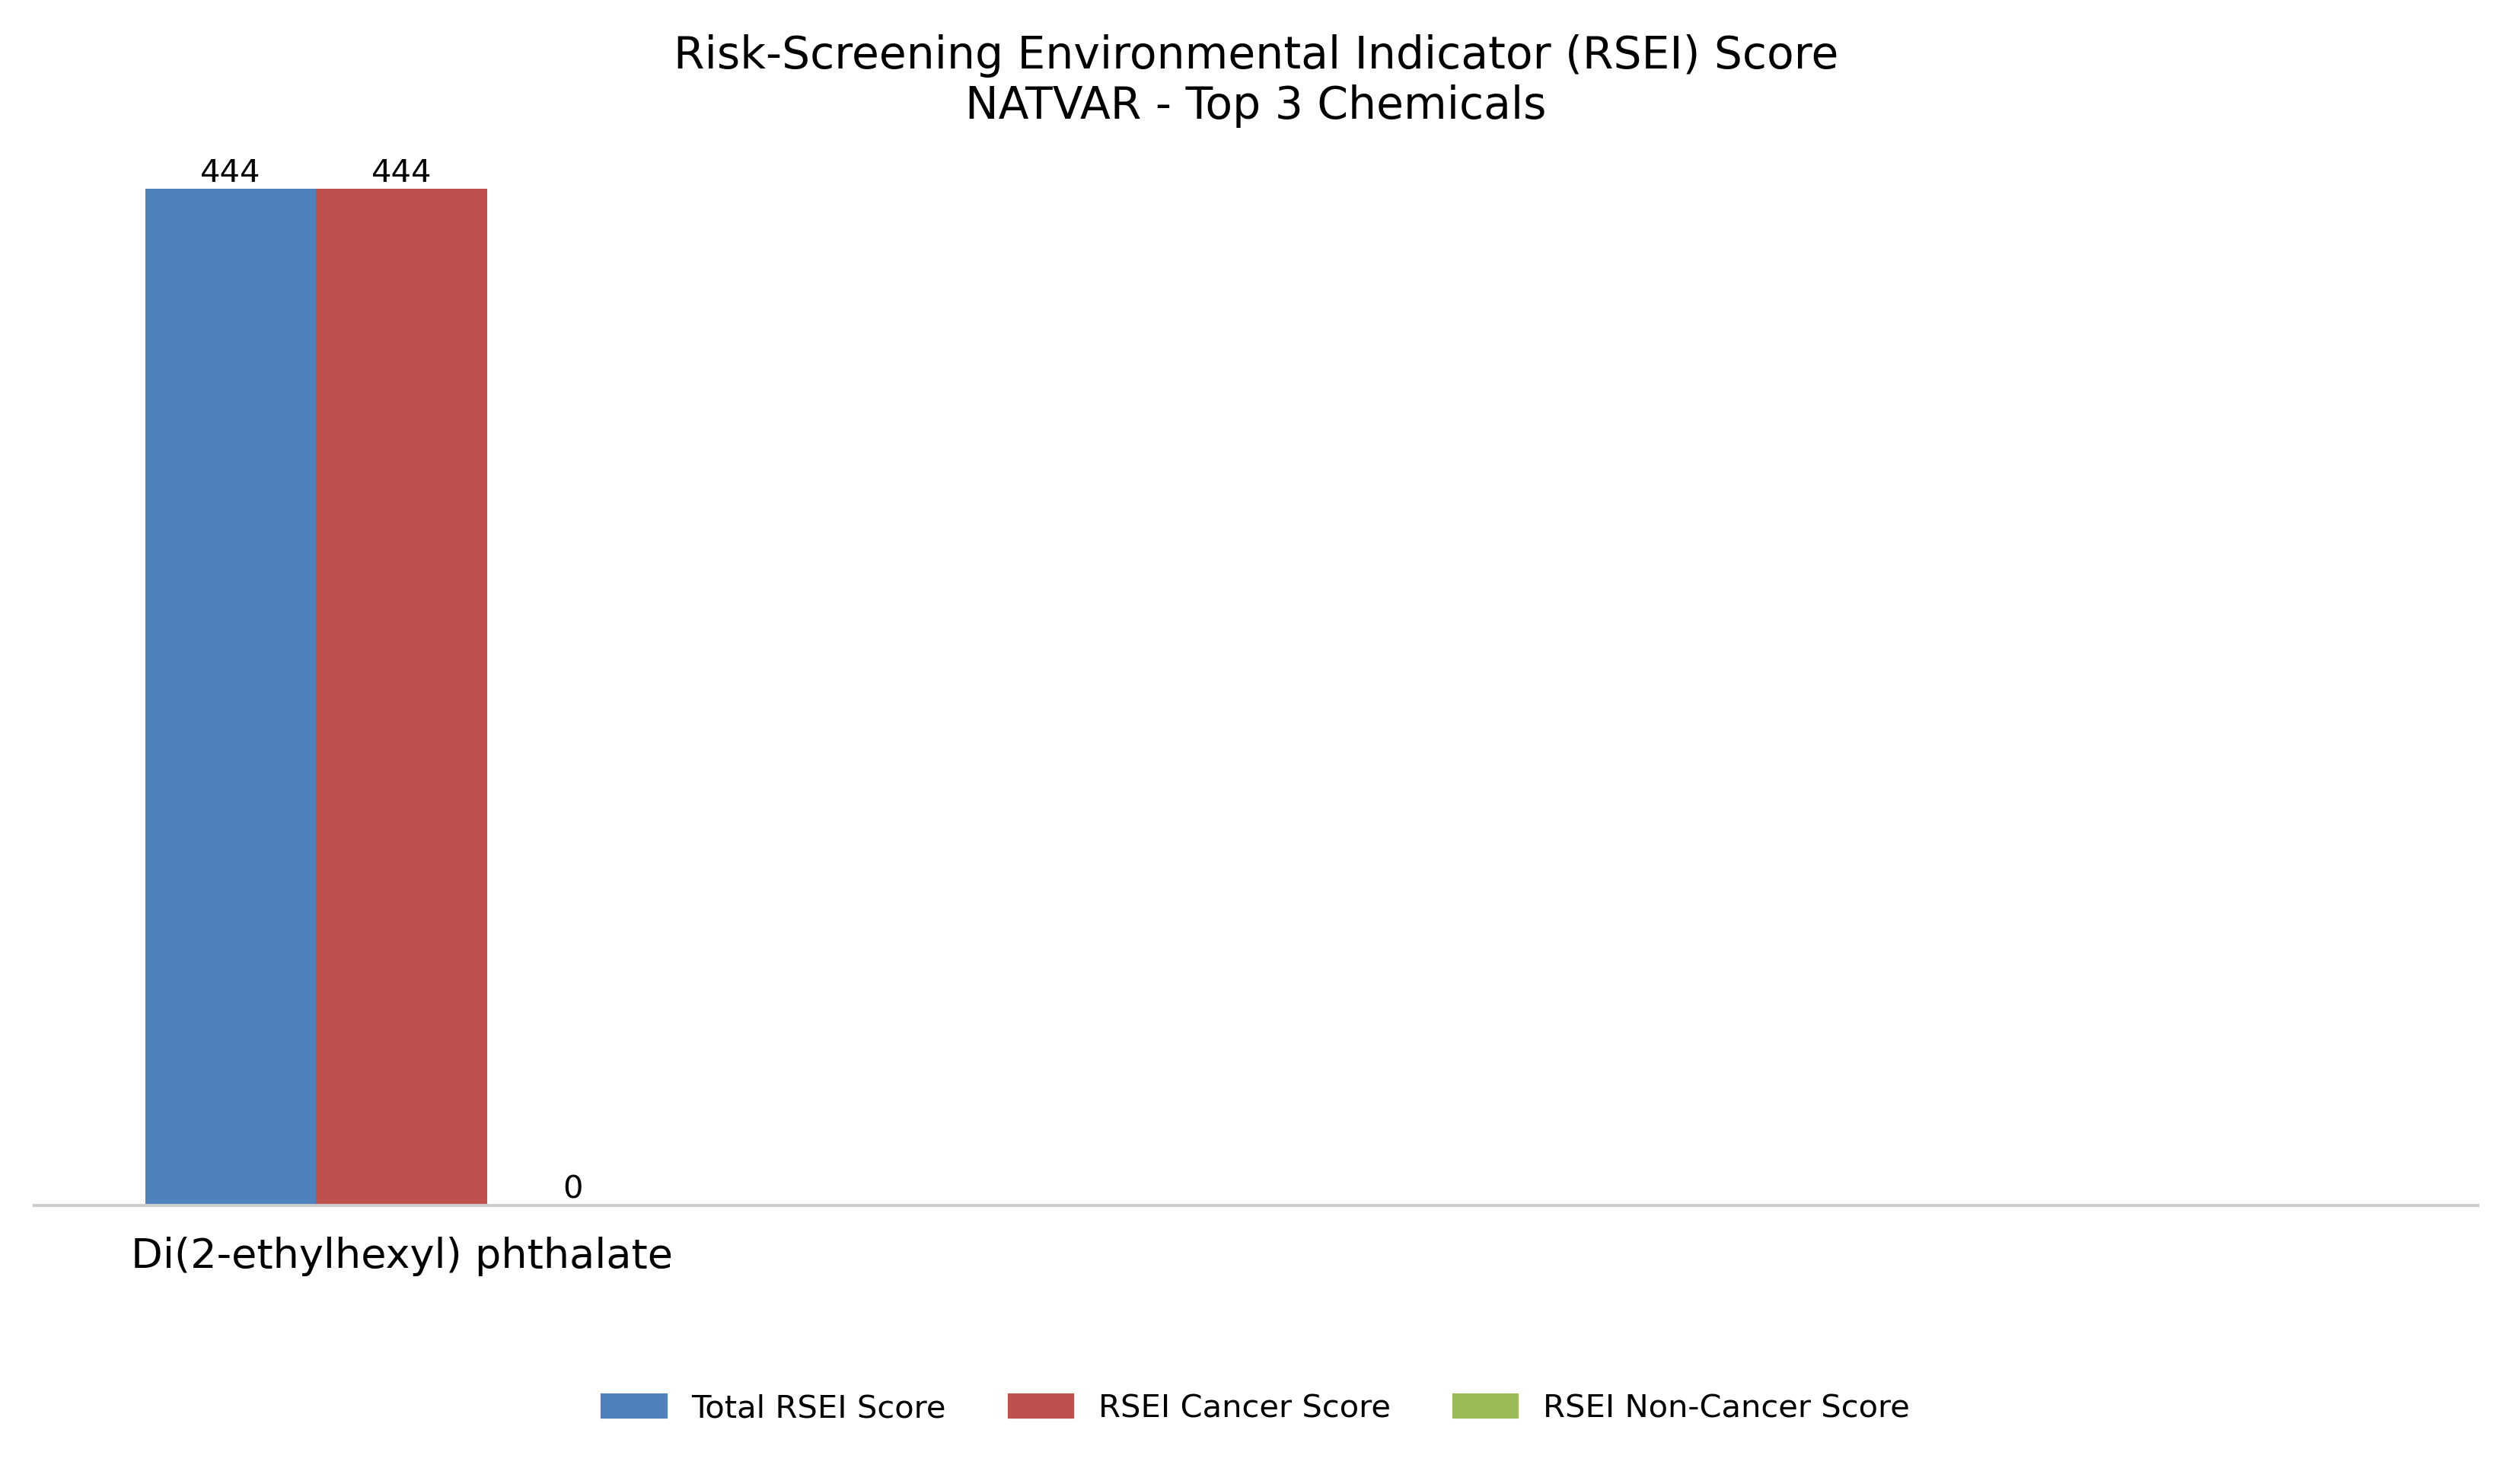 Risk-Screening Environmental Indicator (RSEI) Score
NATVAR - Top 3 Chemicals
444
444
0
Di(2-ethylhexyl) phthalate
Total RSEI Score
RSEI Cancer Score
RSEI Non-Cancer Score